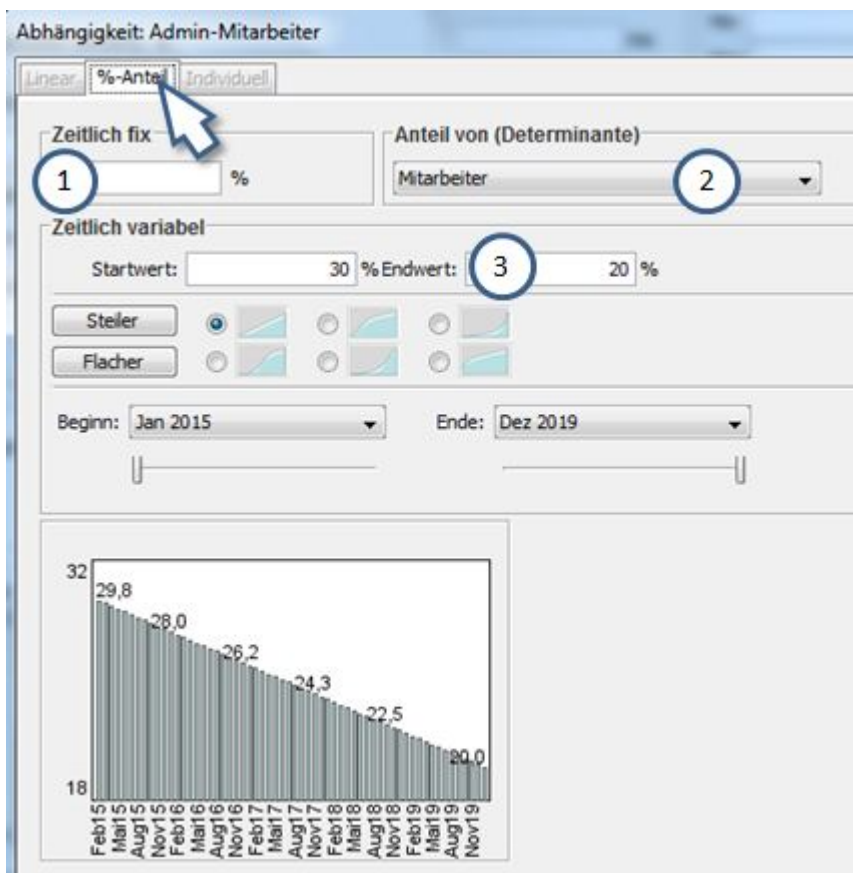 Abhängigkeit: Admin-Mitarbeiter
Linear %-Anteil Individuell
Zeitlich fix Anteil von (Determinante)
1 % Mitarbeiter 2
Zeitlich variabel
Startwert: 30 % Endwert: 3 20 %
Steiler
Flacher
Beginn: Jan 2015 Ende: Dez 2019
32
29,8
28,0
26,2
24,3
22,5
20,0
18
Feb15 Mai15 Aug15 Nov15 Feb16 Mai16 Aug16 Nov16 Feb17 Mai17 Aug17 Nov17 Feb18 Mai18 Aug18 Nov18 Feb19 Mai19 Aug19 Nov19